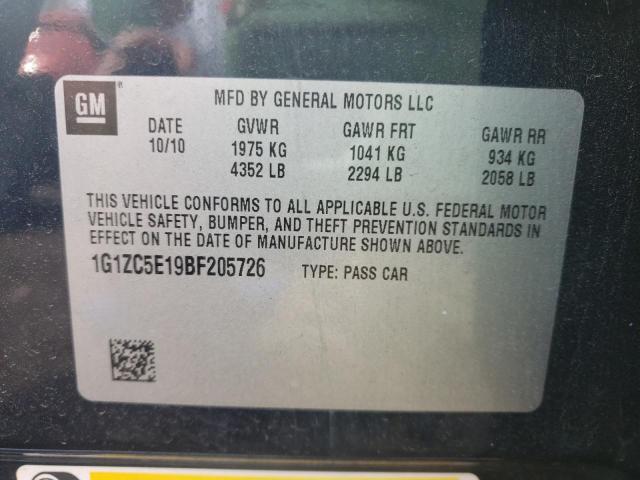 GM
MFD BY GENERAL MOTORS LLC
DATE GVWR GAWR FRT GAWR RR
10/10 1975 KG 1041 KG 934 KG
4352 LB 2294 LB 2058 LB
THIS VEHICLE CONFORMS TO ALL APPLICABLE U.S. FEDERAL MOTOR
VEHICLE SAFETY, BUMPER, AND THEFT PREVENTION STANDARDS IN
EFFECT ON THE DATE OF MANUFACTURE SHOWN ABOVE.
1G1ZC5E19BF205726 TYPE: PASS CAR